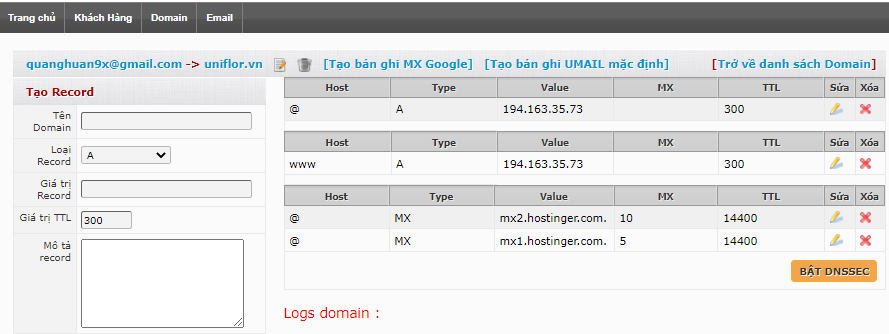 Trang chủ Khách Hàng Domain Email
quanghuan9x@gmail.com -> uniflor.vn [Tạo bản ghi MX Google] [Tạo bản ghi UMAIL mặc định] [Trở về danh sách Domain]
Tạo Record
Tên Domain
Loại Record A
Giá trị Record
Giá trị TTL 300
Mô tả record
Host Type Value MX TTL Sửa Xóa
@ A 194.163.35.73 300
Host Type Value MX TTL Sửa Xóa
www A 194.163.35.73 300
Host Type Value MX TTL Sửa Xóa
@ MX mx2.hostinger.com. 10 14400
@ MX mx1.hostinger.com. 5 14400
BẬT DNSSEC
Logs domain :